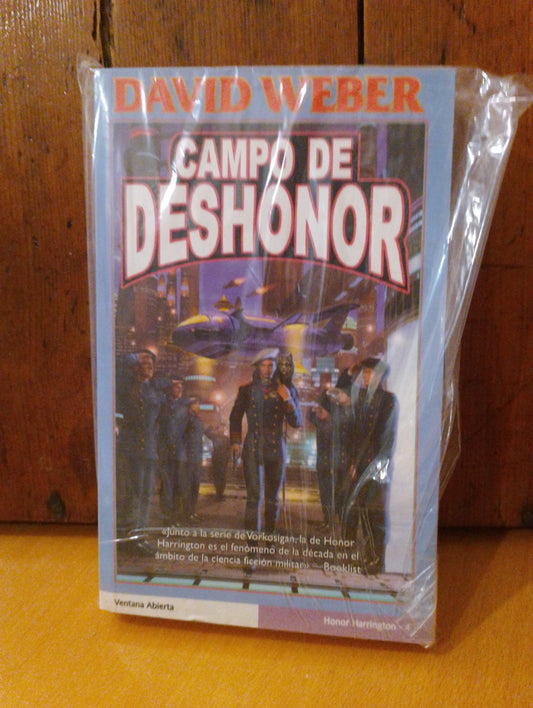 DAVID WEBER
CAMPO DE
DESHONOR
«Junto a la serie de Vorkosigan, la de Honor
Harrington es el fenómeno de la década en el
ámbito de la ciencia ficción militar» — Booklist
Ventana Abierta
Honor Harrington - 4